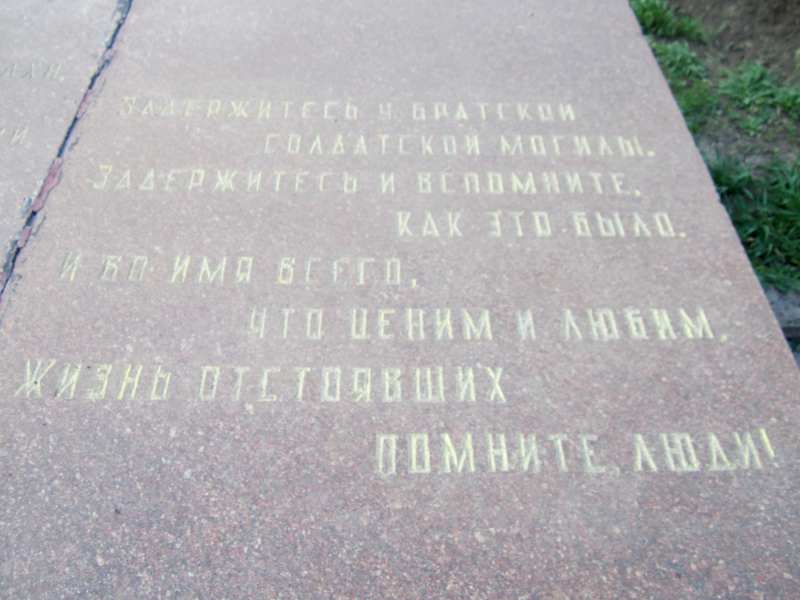 Задержитесь у братской
солдатской могилы.
Задержитесь и вспомните,
как это было.
И во имя всего,
что ценим и любим,
жизнь отстоявших
помните, люди!